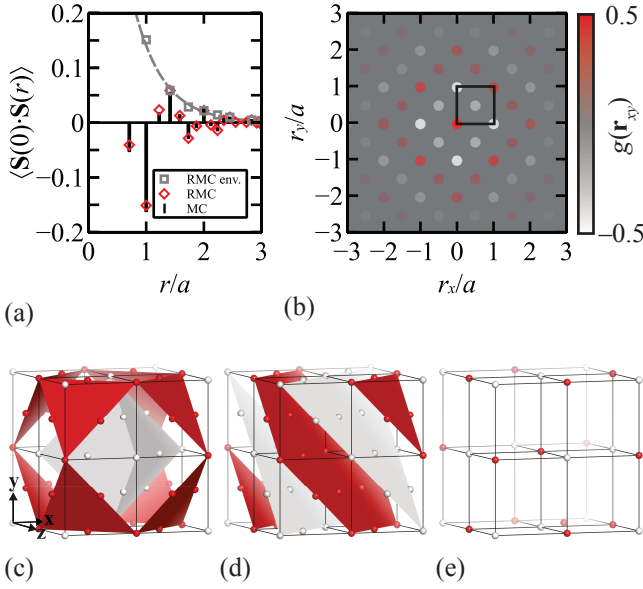 ⟨S(0)·S(r)⟩
0.2
0.1
0
−0.1
−0.2
0
1
2
3
r/a
RMC env.
RMC
MC
(a)
r_y/a
3
2
1
0
−1
−2
−3
−3
−2
−1
0
1
2
3
r_x/a
0.5
g(r_xy)
−0.5
(b)
y
x
z
(c)
(d)
(e)